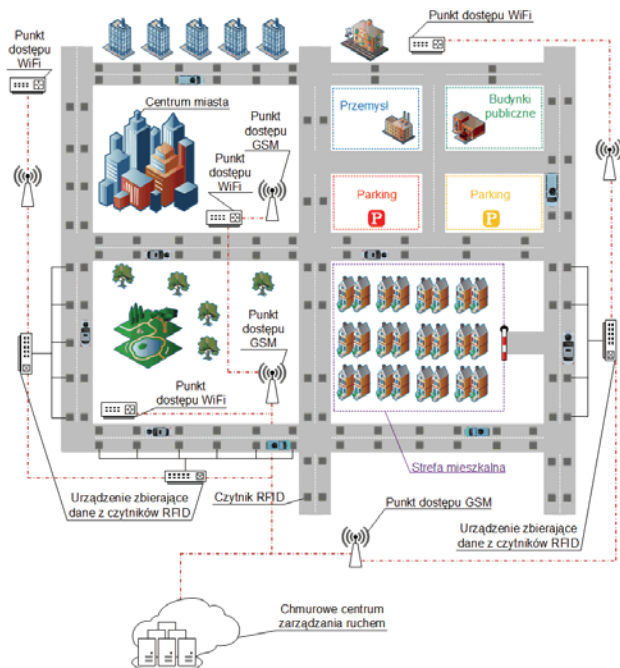 Punkt
dostępu
WiFi
Punkt dostępu WiFi
Centrum miasta
Punkt
dostępu
GSM
Punkt
dostępu
WiFi
Przemysł
Budynki
publiczne
Parking
P
Parking
P
Punkt
dostępu
GSM
Punkt
dostępu WiFi
Strefa mieszkalna
Urządzenie zbierające
dane z czytników RFID
Czytnik RFID
Punkt dostępu GSM
Urządzenie zbierające
dane z czytników RFID
Chmurowe centrum
zarządzania ruchem